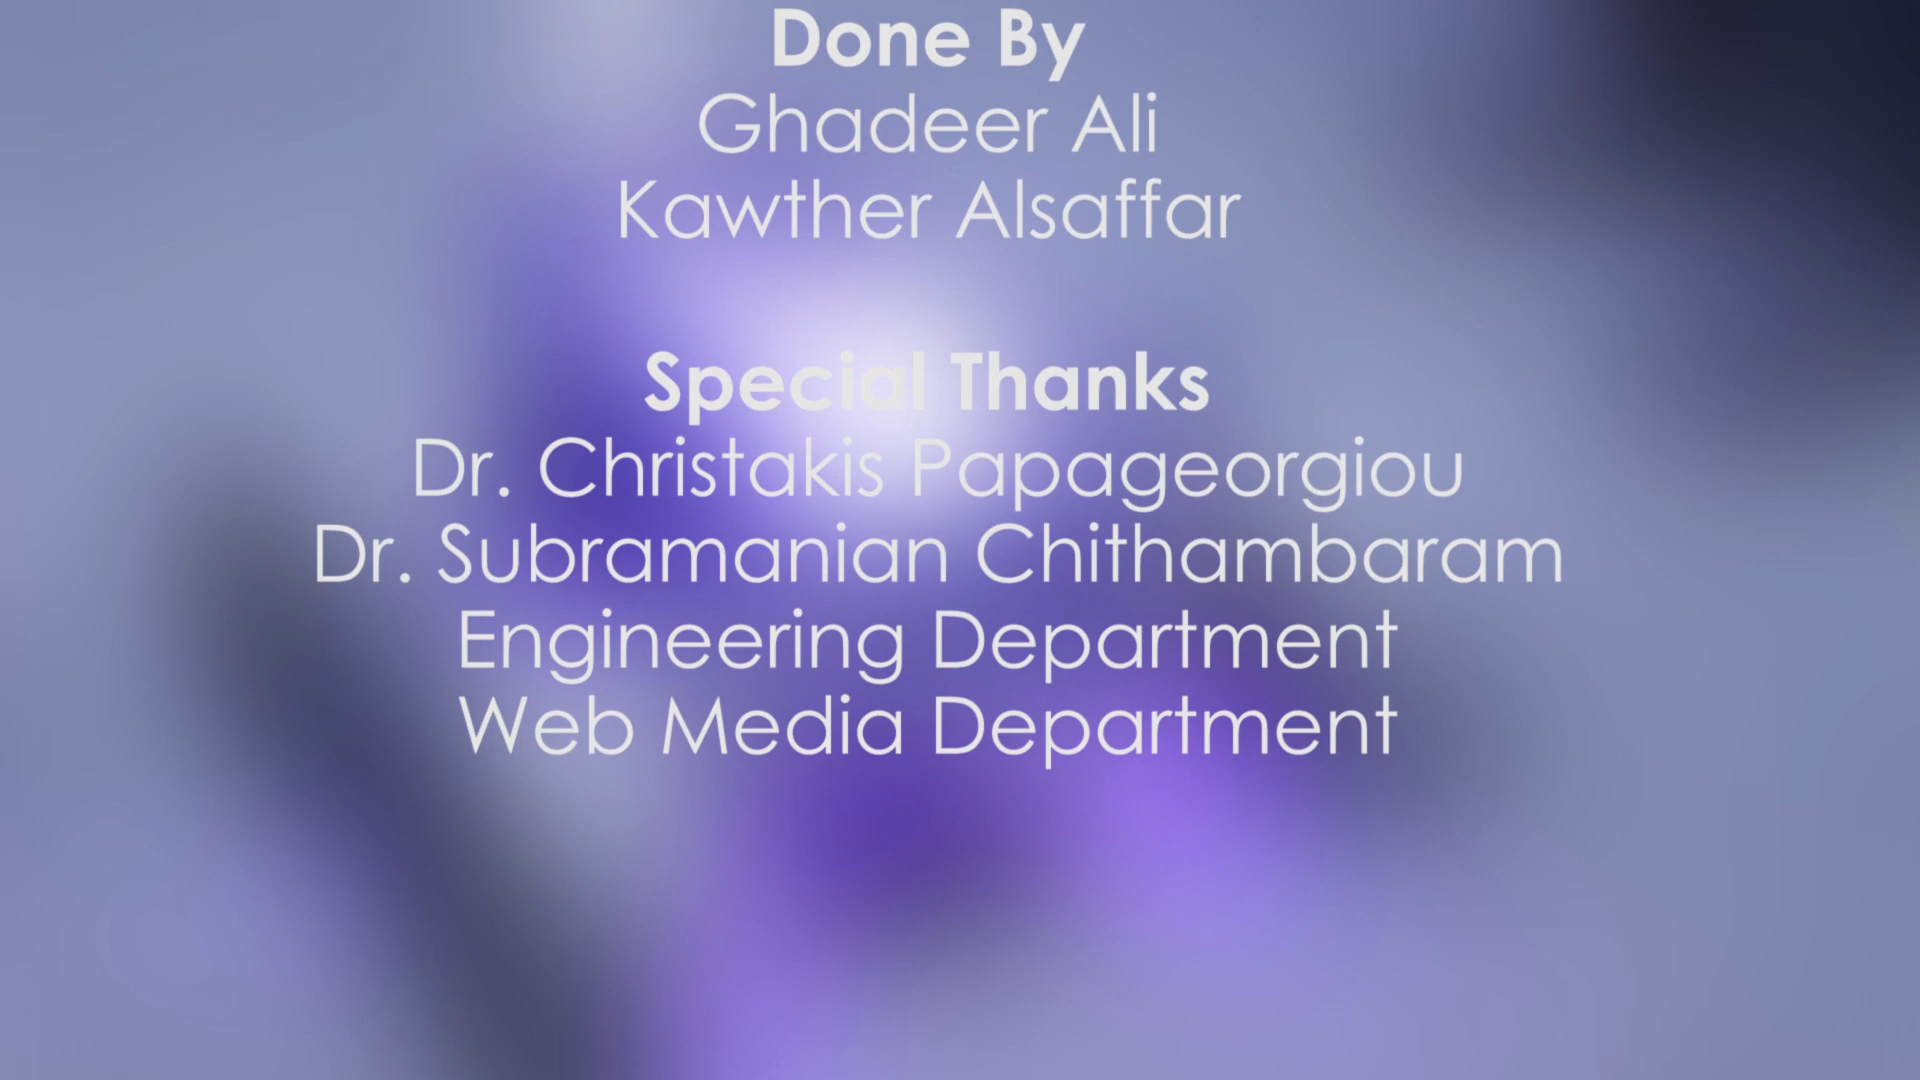 Done By
Ghadeer Ali
Kawther Alsaffar
Special Thanks
Dr. Christakis Papageorgiou
Dr. Subramanian Chithambaram
Engineering Department
Web Media Department